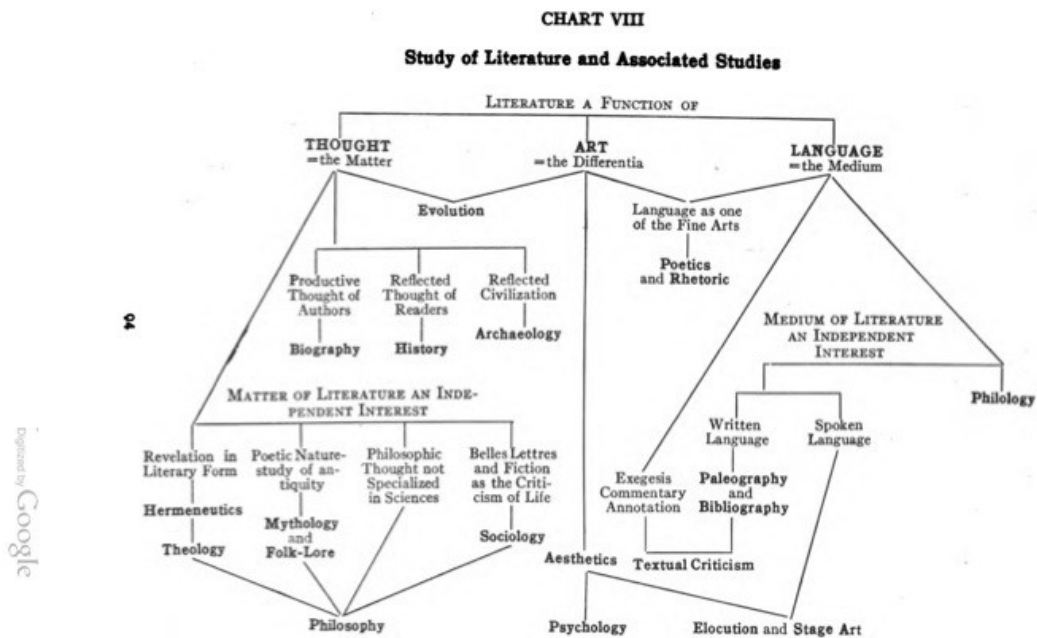 CHART VIII
Study of Literature and Associated Studies
LITERATURE A FUNCTION OF
THOUGHT
=the Matter
ART
=the Differentia
LANGUAGE
=the Medium
Evolution
Language as one
of the Fine Arts
Poetics
and Rhetoric
Productive
Thought of
Authors
Biography
Reflected
Thought of
Readers
History
Reflected
Civilization
Archaeology
94
MEDIUM OF LITERATURE
AN INDEPENDENT
INTEREST
Philology
MATTER OF LITERATURE AN INDE-
PENDENT INTEREST
Written
Language
Spoken
Language
Revelation in
Literary Form
Hermeneutics
Theology
Poetic Nature-
study of an-
tiquity
Mythology
and
Folk-Lore
Philosophic
Thought not
Specialized
in Sciences
Belles Lettres
and Fiction
as the Criti-
cism of Life
Sociology
Exegesis
Commentary
Annotation
Paleography
and
Bibliography
Aesthetics
Textual Criticism
Philosophy
Psychology
Elocution and Stage Art
Digitized by Google